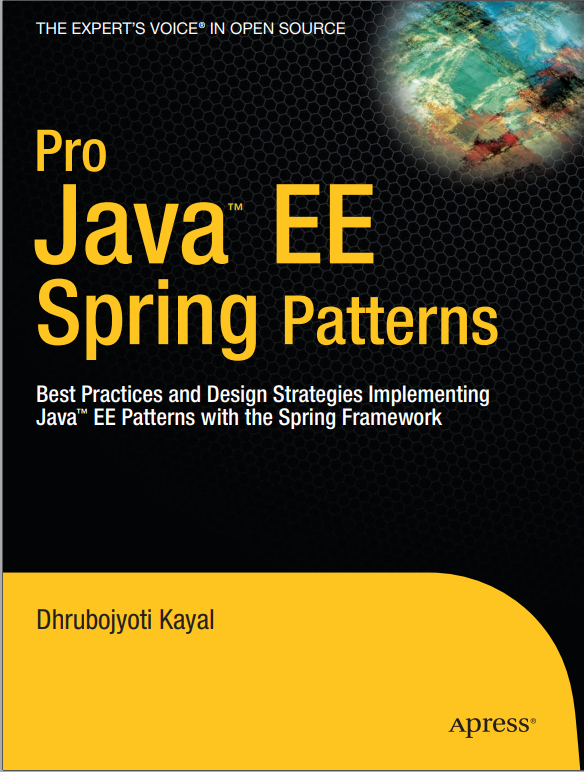 THE EXPERT'S VOICE® IN OPEN SOURCE
Pro
Java™ EE
Spring Patterns
Best Practices and Design Strategies Implementing
Java™ EE Patterns with the Spring Framework
Dhrubojyoti Kayal
Apress®